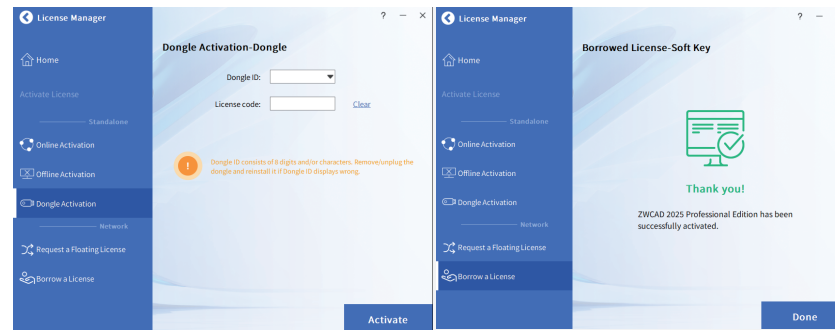 License Manager
? — ×
Home
Activate License
Standalone
Online Activation
Offline Activation
Dongle Activation
Network
Request a Floating License
Borrow a License
Dongle Activation-Dongle
Dongle ID:
License code:
Clear
!
Dongle ID consists of 8 digits and/or characters. Remove/unplug the
dongle and reinstall it if Dongle ID displays wrong.
Activate
License Manager
? —
Home
Activate License
Standalone
Online Activation
Offline Activation
Dongle Activation
Network
Request a Floating License
Borrow a License
Borrowed License-Soft Key
Thank you!
ZWCAD 2025 Professional Edition has been
successfully activated.
Done